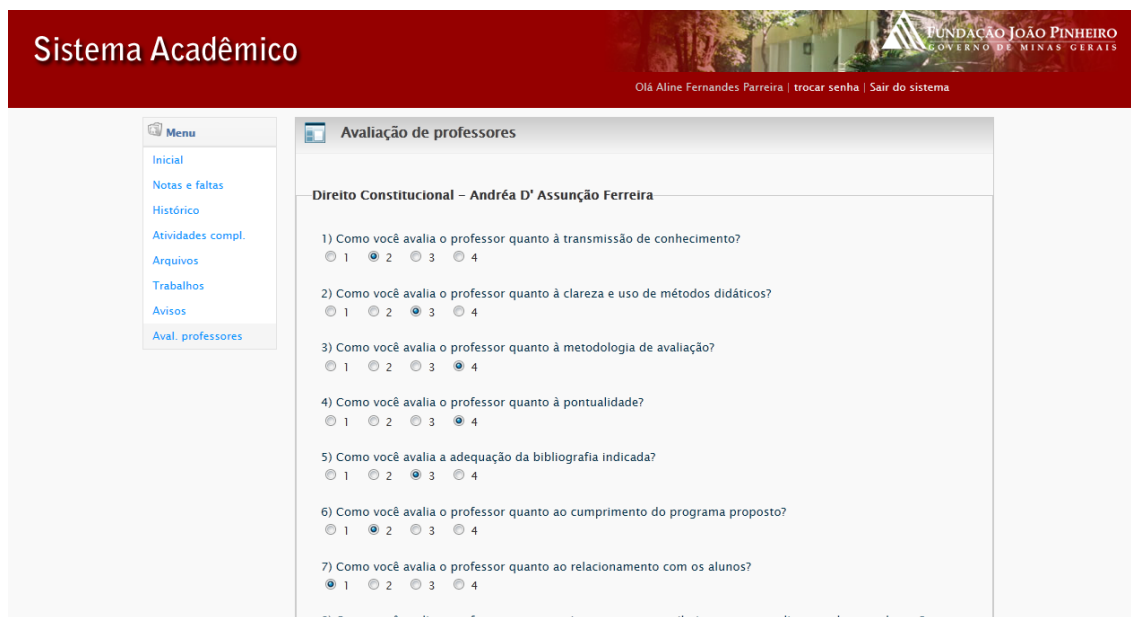 Sistema Acadêmico
FUNDAÇÃO JOÃO PINHEIRO
GOVERNO DE MINAS GERAIS
Olá Aline Fernandes Parreira | trocar senha | Sair do sistema
Menu
Inicial
Notas e faltas
Histórico
Atividades compl.
Arquivos
Trabalhos
Avisos
Aval. professores
Avaliação de professores
Direito Constitucional - Andréa D' Assunção Ferreira
1) Como você avalia o professor quanto à transmissão de conhecimento?
1 2 3 4
2) Como você avalia o professor quanto à clareza e uso de métodos didáticos?
1 2 3 4
3) Como você avalia o professor quanto à metodologia de avaliação?
1 2 3 4
4) Como você avalia o professor quanto à pontualidade?
1 2 3 4
5) Como você avalia a adequação da bibliografia indicada?
1 2 3 4
6) Como você avalia o professor quanto ao cumprimento do programa proposto?
1 2 3 4
7) Como você avalia o professor quanto ao relacionamento com os alunos?
1 2 3 4